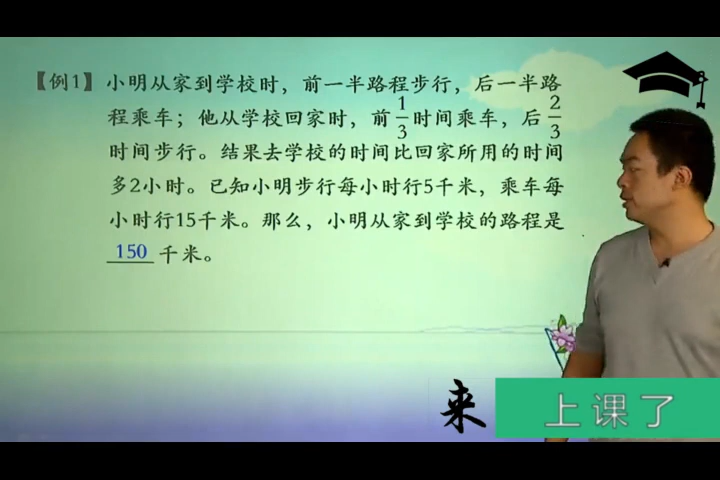 【例1】小明从家到学校时，前一半路程步行，后一半路
程乘车；他从学校回家时，前1/3时间乘车，后2/3
时间步行。结果去学校的时间比回家所用的时间
多2小时。已知小明步行每小时行5千米，乘车每
小时行15千米。那么，小明从家到学校的路程是
150 千米。
来 上课了